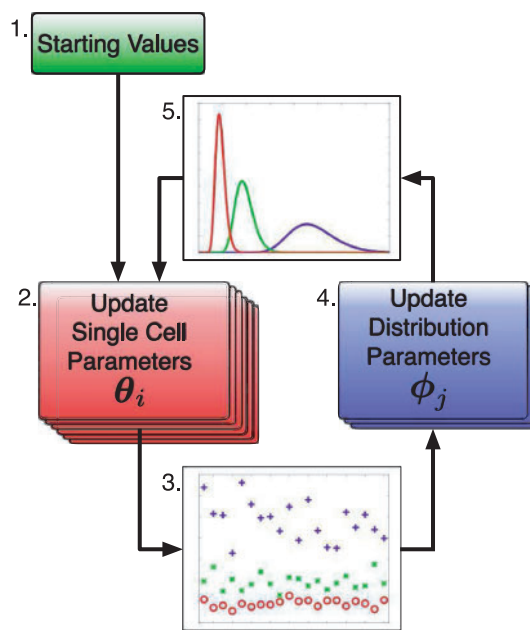 1.
Starting Values
5.
2.
Update
Single Cell
Parameters
θᵢ
4.
Update
Distribution
Parameters
ϕⱼ
3.